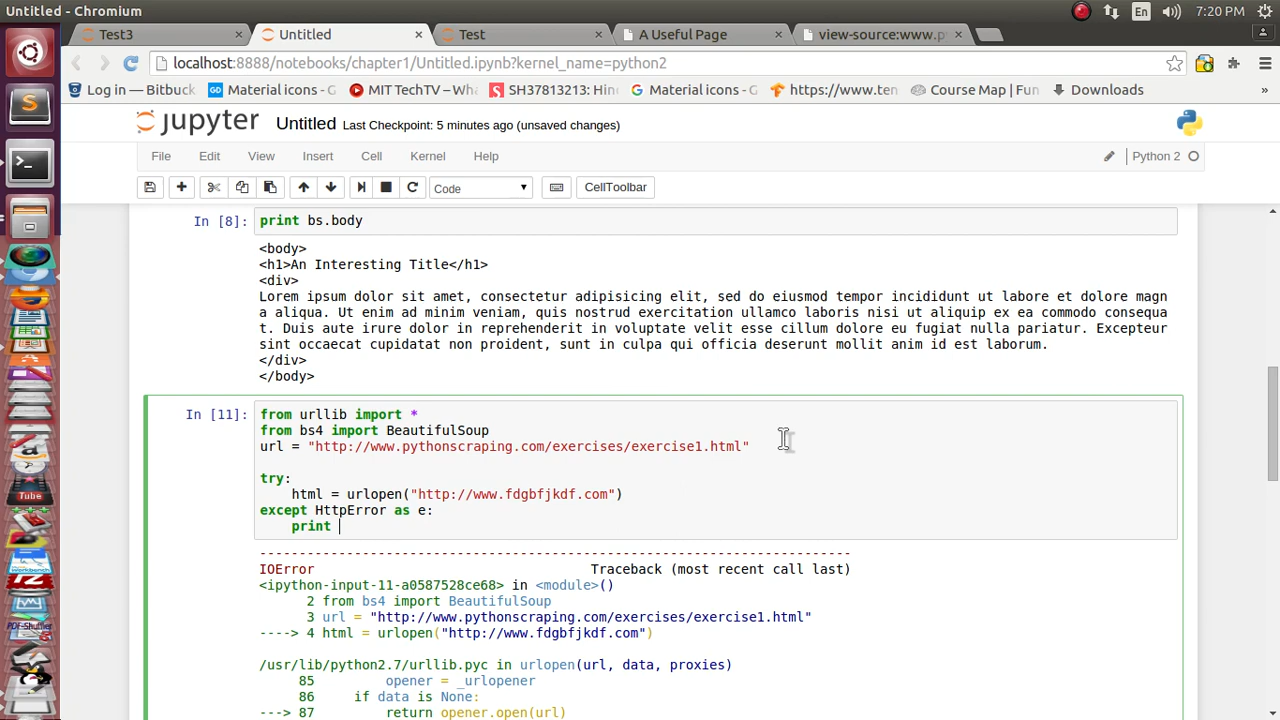 Untitled - Chromium
En
7:20 PM
Test3
Untitled
Test
A Useful Page
view-source:www.p
localhost:8888/notebooks/chapter1/Untitled.ipynb?kernel_name=python2
Log in — Bitbuck
Material icons - G
MIT TechTV – Wha
SH37813213: Hin
Material icons - G
https://www.ten
Course Map | Fun
Downloads
»
jupyter Untitled Last Checkpoint: 5 minutes ago (unsaved changes)
File Edit View Insert Cell Kernel Help
Python 2
Code
CellToolbar
In [8]: print bs.body
<body>
<h1>An Interesting Title</h1>
<div>
Lorem ipsum dolor sit amet, consectetur adipisicing elit, sed do eiusmod tempor incididunt ut labore et dolore magn
a aliqua. Ut enim ad minim veniam, quis nostrud exercitation ullamco laboris nisi ut aliquip ex ea commodo consequa
t. Duis aute irure dolor in reprehenderit in voluptate velit esse cillum dolore eu fugiat nulla pariatur. Excepteur
sint occaecat cupidatat non proident, sunt in culpa qui officia deserunt mollit anim id est laborum.
</div>
</body>
In [11]: from urllib import *
from bs4 import BeautifulSoup
url = "http://www.pythonscraping.com/exercises/exercise1.html"
try:
html = urlopen("http://www.fdgbfjkdf.com")
except HttpError as e:
print
---------------------------------------------------------------------------
IOError Traceback (most recent call last)
<ipython-input-11-a0587528ce68> in <module>()
2 from bs4 import BeautifulSoup
3 url = "http://www.pythonscraping.com/exercises/exercise1.html"
----> 4 html = urlopen("http://www.fdgbfjkdf.com")
/usr/lib/python2.7/urllib.pyc in urlopen(url, data, proxies)
85 opener = _urlopener
86 if data is None:
---> 87 return opener.open(url)